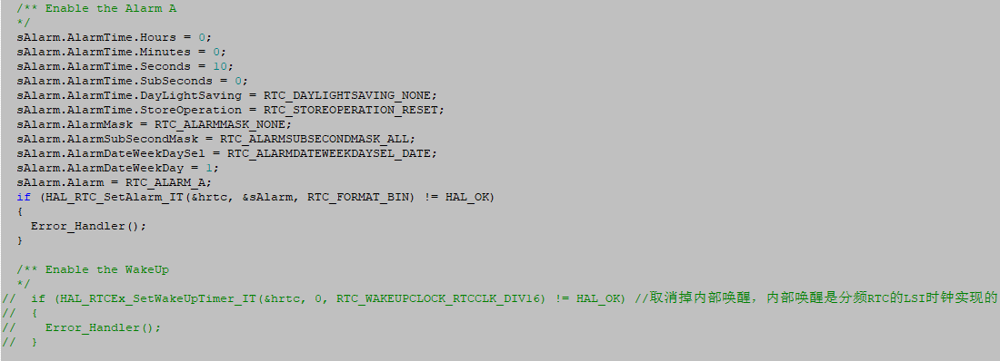 /** Enable the Alarm A
*/
sAlarm.AlarmTime.Hours = 0;
sAlarm.AlarmTime.Minutes = 0;
sAlarm.AlarmTime.Seconds = 10;
sAlarm.AlarmTime.SubSeconds = 0;
sAlarm.AlarmTime.DayLightSaving = RTC_DAYLIGHTSAVING_NONE;
sAlarm.AlarmTime.StoreOperation = RTC_STOREOPERATION_RESET;
sAlarm.AlarmMask = RTC_ALARMMASK_NONE;
sAlarm.AlarmSubSecondMask = RTC_ALARMSUBSECONDMASK_ALL;
sAlarm.AlarmDateWeekDaySel = RTC_ALARMDATEWEEKDAYSEL_DATE;
sAlarm.AlarmDateWeekDay = 1;
sAlarm.Alarm = RTC_ALARM_A;
if (HAL_RTC_SetAlarm_IT(&hrtc, &sAlarm, RTC_FORMAT_BIN) != HAL_OK)
{
Error_Handler();
}
/** Enable the WakeUp
*/
// if (HAL_RTCEx_SetWakeUpTimer_IT(&hrtc, 0, RTC_WAKEUPCLOCK_RTCCLK_DIV16) != HAL_OK) //取消掉内部唤醒，内部唤醒是分频RTC的LSI时钟实现的
// {
// Error_Handler();
// }